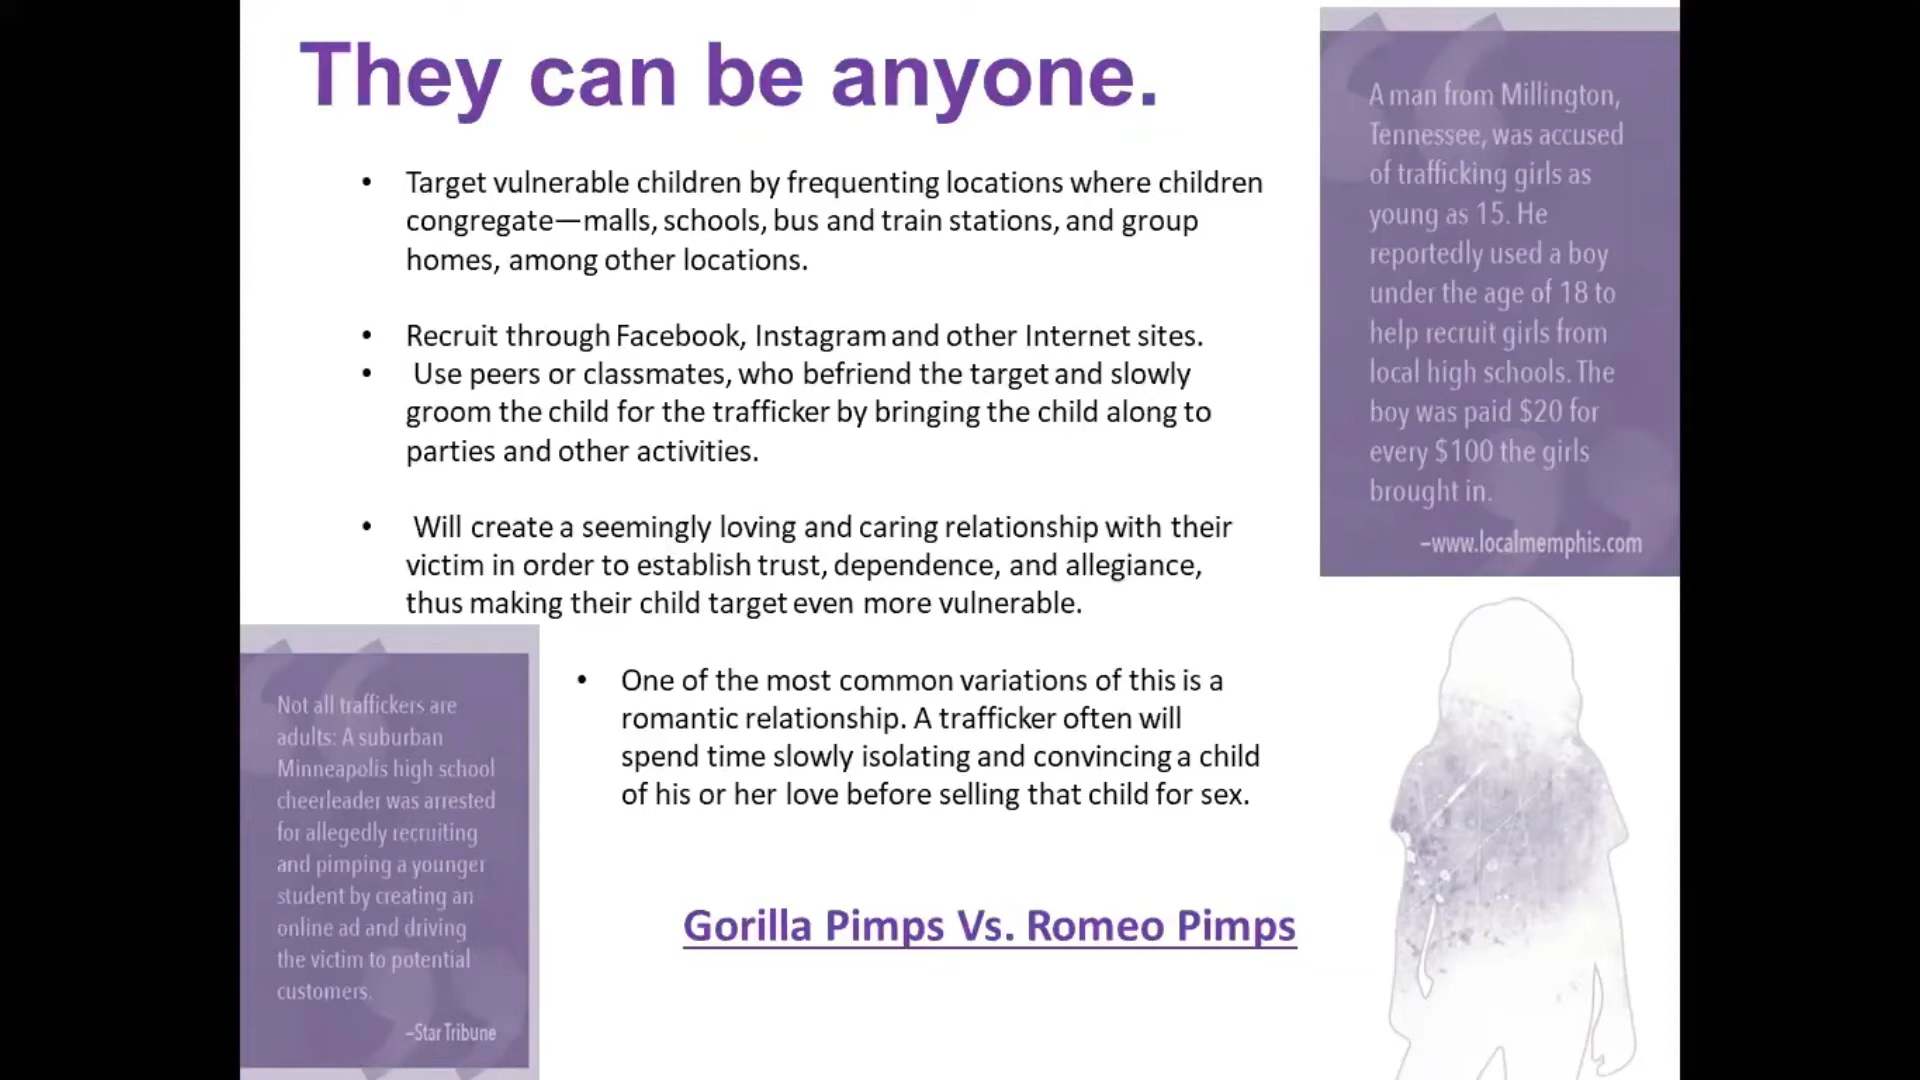 They can be anyone.
• Target vulnerable children by frequenting locations where children
congregate—malls, schools, bus and train stations, and group
homes, among other locations.
• Recruit through Facebook, Instagram and other Internet sites.
• Use peers or classmates, who befriend the target and slowly
groom the child for the trafficker by bringing the child along to
parties and other activities.
• Will create a seemingly loving and caring relationship with their
victim in order to establish trust, dependence, and allegiance,
thus making their child target even more vulnerable.
• One of the most common variations of this is a
romantic relationship. A trafficker often will
spend time slowly isolating and convincing a child
of his or her love before selling that child for sex.
Gorilla Pimps Vs. Romeo Pimps
A man from Millington,
Tennessee, was accused
of trafficking girls as
young as 15. He
reportedly used a boy
under the age of 18 to
help recruit girls from
local high schools. The
boy was paid $20 for
every $100 the girls
brought in.
–www.localmemphis.com
Not all traffickers are
adults: A suburban
Minneapolis high school
cheerleader was arrested
for allegedly recruiting
and pimping a younger
student by creating an
online ad and driving
the victim to potential
customers.
–Star Tribune